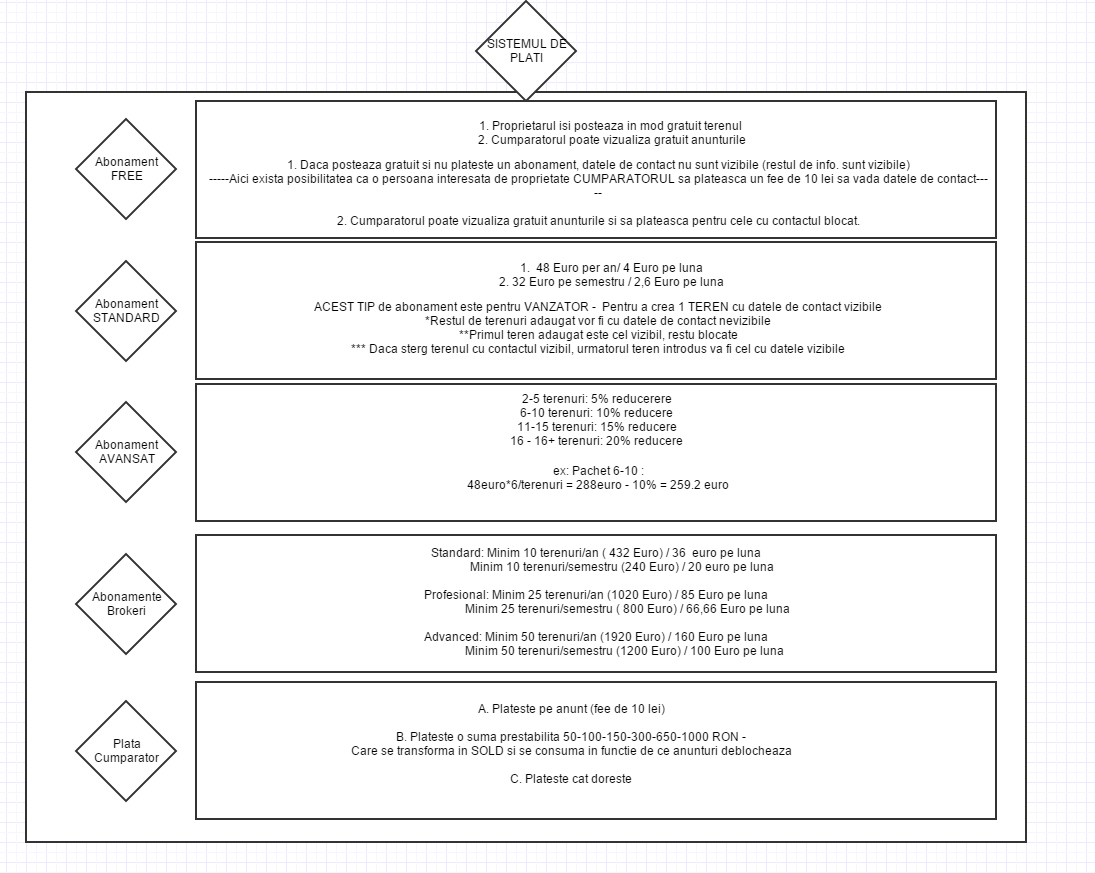 SISTEMUL DE
PLATI
Abonament
FREE
1. Proprietarul isi posteaza in mod gratuit terenul
2. Cumparatorul poate vizualiza gratuit anunturile
1. Daca posteaza gratuit si nu plateste un abonament, datele de contact nu sunt vizibile (restul de info. sunt vizibile)
-----Aici exista posibilitatea ca o persoana interesata de proprietate CUMPARATORUL sa plateasca un fee de 10 lei sa vada datele de contact---
--
2. Cumparatorul poate vizualiza gratuit anunturile si sa plateasca pentru cele cu contactul blocat.
Abonament
STANDARD
1. 48 Euro per an/ 4 Euro pe luna
2. 32 Euro pe semestru / 2,6 Euro pe luna
ACEST TIP de abonament este pentru VANZATOR - Pentru a crea 1 TEREN cu datele de contact vizibile
*Restul de terenuri adaugat vor fi cu datele de contact nevizibile
**Primul teren adaugat este cel vizibil, restu blocate
*** Daca sterg terenul cu contactul vizibil, urmatorul teren introdus va fi cel cu datele vizibile
Abonament
AVANSAT
2-5 terenuri: 5% reducerere
6-10 terenuri: 10% reducere
11-15 terenuri: 15% reducere
16 - 16+ terenuri: 20% reducere
ex: Pachet 6-10 :
48euro*6/terenuri = 288euro - 10% = 259.2 euro
Abonamente
Brokeri
Standard: Minim 10 terenuri/an ( 432 Euro) / 36 euro pe luna
Minim 10 terenuri/semestru (240 Euro) / 20 euro pe luna
Profesional: Minim 25 terenuri/an (1020 Euro) / 85 Euro pe luna
Minim 25 terenuri/semestru ( 800 Euro) / 66,66 Euro pe luna
Advanced: Minim 50 terenuri/an (1920 Euro) / 160 Euro pe luna
Minim 50 terenuri/semestru (1200 Euro) / 100 Euro pe luna
Plata
Cumparator
A. Plateste pe anunt (fee de 10 lei)
B. Plateste o suma prestabilita 50-100-150-300-650-1000 RON -
Care se transforma in SOLD si se consuma in functie de ce anunturi deblocheaza
C. Plateste cat doreste